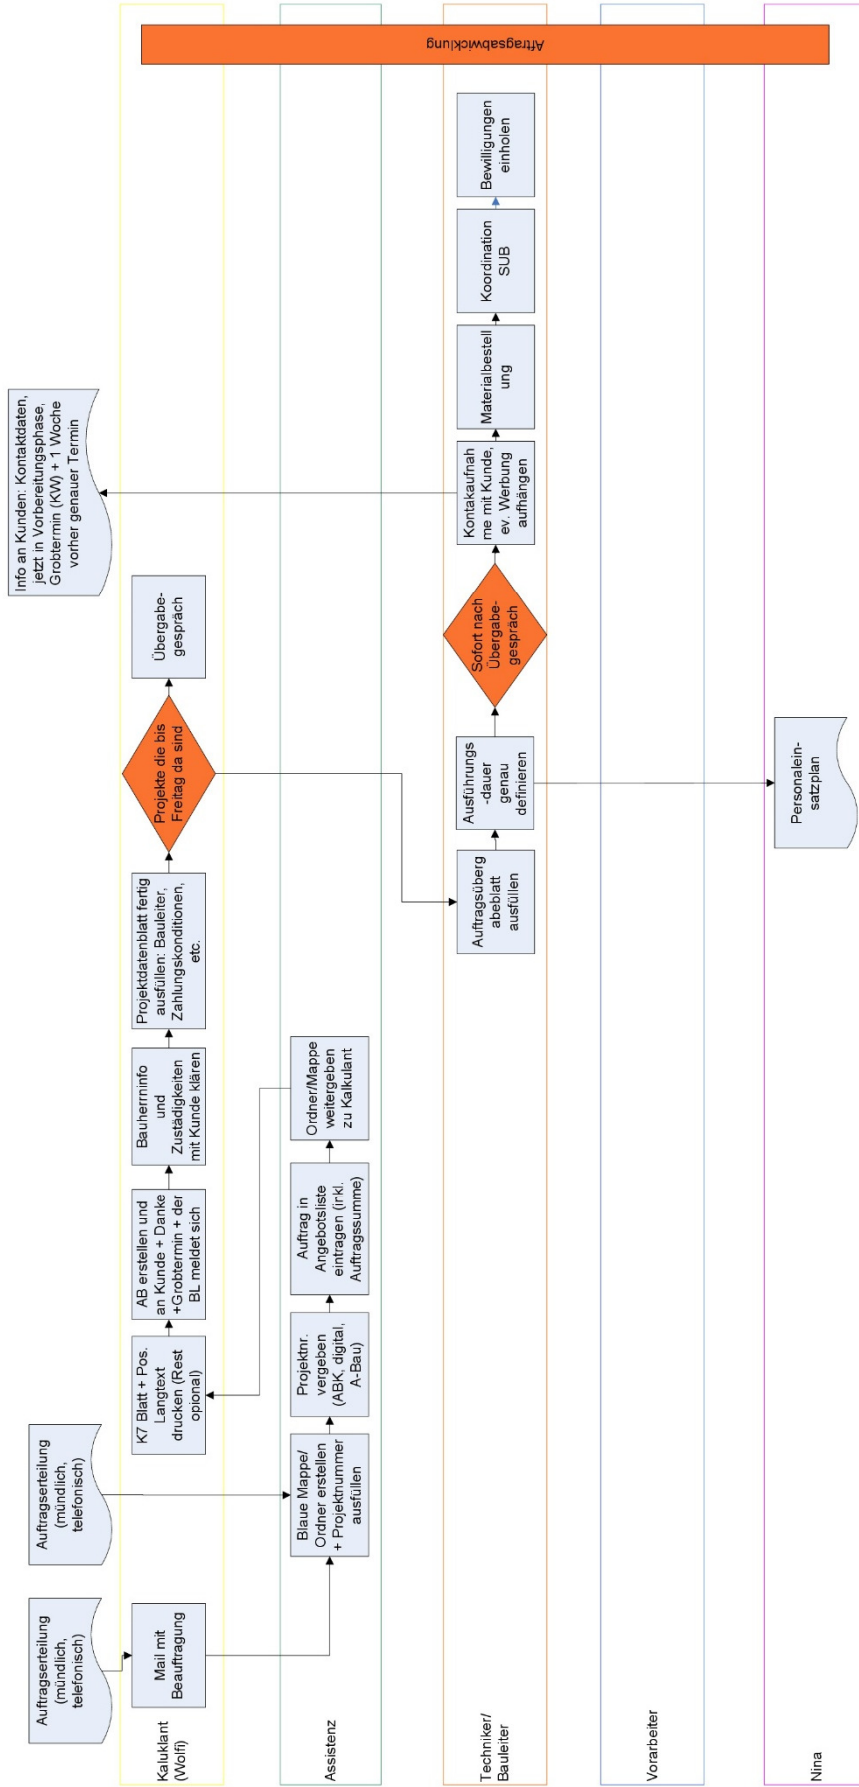 Auftragserteilung
(mündlich,
telefonisch)
Auftragserteilung
(mündlich,
telefonisch)
Info an Kunden: Kontaktdaten,
jetzt in Vorbereitungsphase,
Grobtermin (KW) + 1 Woche
vorher genauer Termin
Kaluklant
(Wolfi)
Mail mit
Beauftragung
K7 Blatt + Pos.
Langtext
drucken (Rest
opional)
AB erstellen und
an Kunde + Danke
+Grobtermin + der
BL meldet sich
Bauherrninfo
und
Zustädigkeiten
mit Kunde klären
Projektdatenblatt fertig
ausfüllen: Bauleiter,
Zahlungskonditionen,
etc.
Projekte die bis
Freitag da sind
Übergabe-
gespräch
Assistenz
Blaue Mappe/
Ordner erstellen
+ Projektnummer
ausfüllen
Projektnr.
vergeben
(ABK, digital,
A-Bau)
Auftrag in
Angebotsliste
eintragen (irkl.
Auftragssumme)
Ordner/Mappe
weitergeben
zu Kalkulant
Techniker/
Bauleiter
Auftragsüberg
abeblatt
ausfüllen
Ausführungs
-dauer
genau
definieren
Sofort nach
Übergabe-
gespräch
Kontakaufnah
me mit Kunde,
ev. Werbung
aufhängen
Materialbestell
ung
Koordination
SUB
Bewilligungen
einholen
Vorarbeiter
Nina
Personalein-
satzplan
Aftragsabwicklung